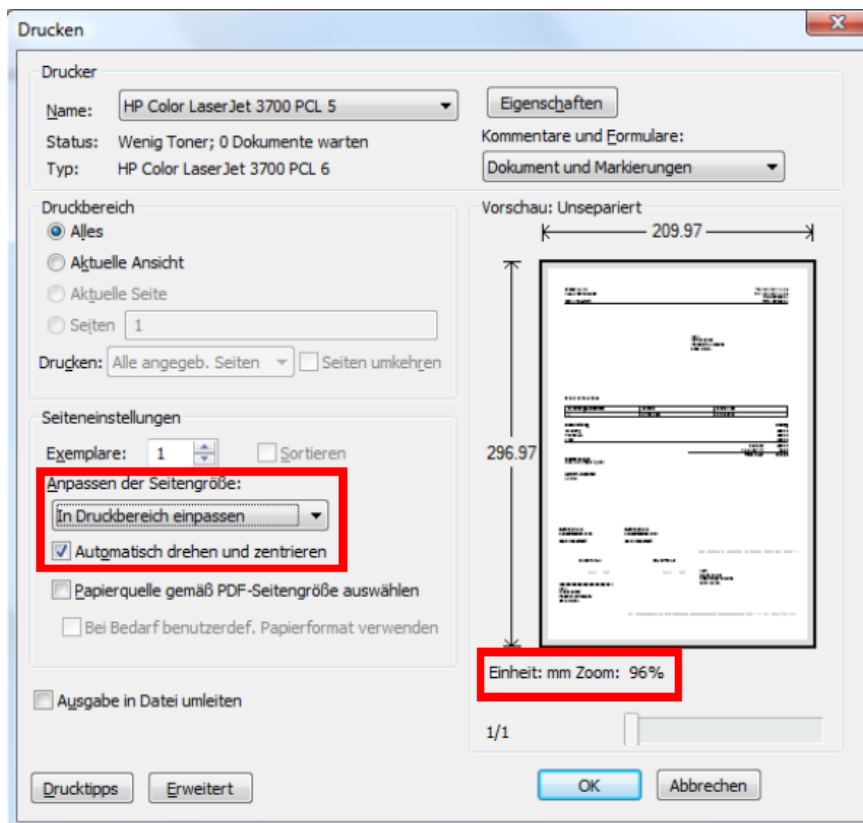 Drucken
Drucker
Name: HP Color LaserJet 3700 PCL 5
Eigenschaften
Status: Wenig Toner; 0 Dokumente warten
Kommentare und Formulare:
Typ: HP Color LaserJet 3700 PCL 6
Dokument und Markierungen
Druckbereich
Alles
Aktuelle Ansicht
Aktuelle Seite
Seiten 1
Drucken: Alle angegeb. Seiten
Seiten umkehren
Vorschau: Unsepariert
209.97
296.97
Seiteneinstellungen
Exemplare: 1
Sortieren
Anpassen der Seitengröße:
In Druckbereich einpassen
Automatisch drehen und zentrieren
Papierquelle gemäß PDF-Seitengröße auswählen
Bei Bedarf benutzerdef. Papierformat verwenden
Einheit: mm Zoom: 96%
Ausgabe in Datei umleiten
1/1
Drucktipps
Erweitert
OK
Abbrechen